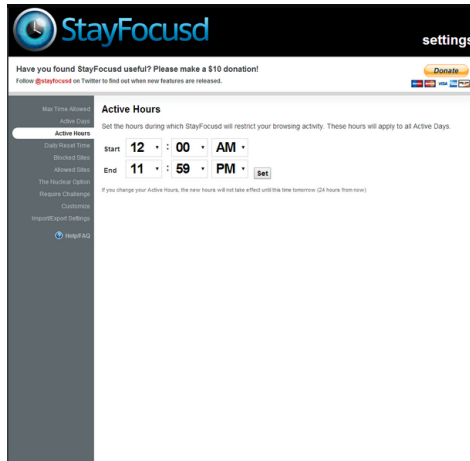 StayFocusd
settings
Have you found StayFocusd useful? Please make a $10 donation!
Follow @stayfocusd on Twitter to find out when new features are released.
Donate
VISA
Max Time Allowed
Active Days
Active Hours
Daily Reset Time
Blocked Sites
Allowed Sites
The Nuclear Option
Require Challenge
Customize
Import/Export Settings
Help/FAQ
Active Hours
Set the hours during which StayFocusd will restrict your browsing activity. These hours will apply to all Active Days.
Start 12 : 00 AM
End 11 : 59 PM Set
If you change your Active Hours, the new hours will not take effect until this time tomorrow (24 hours from now)